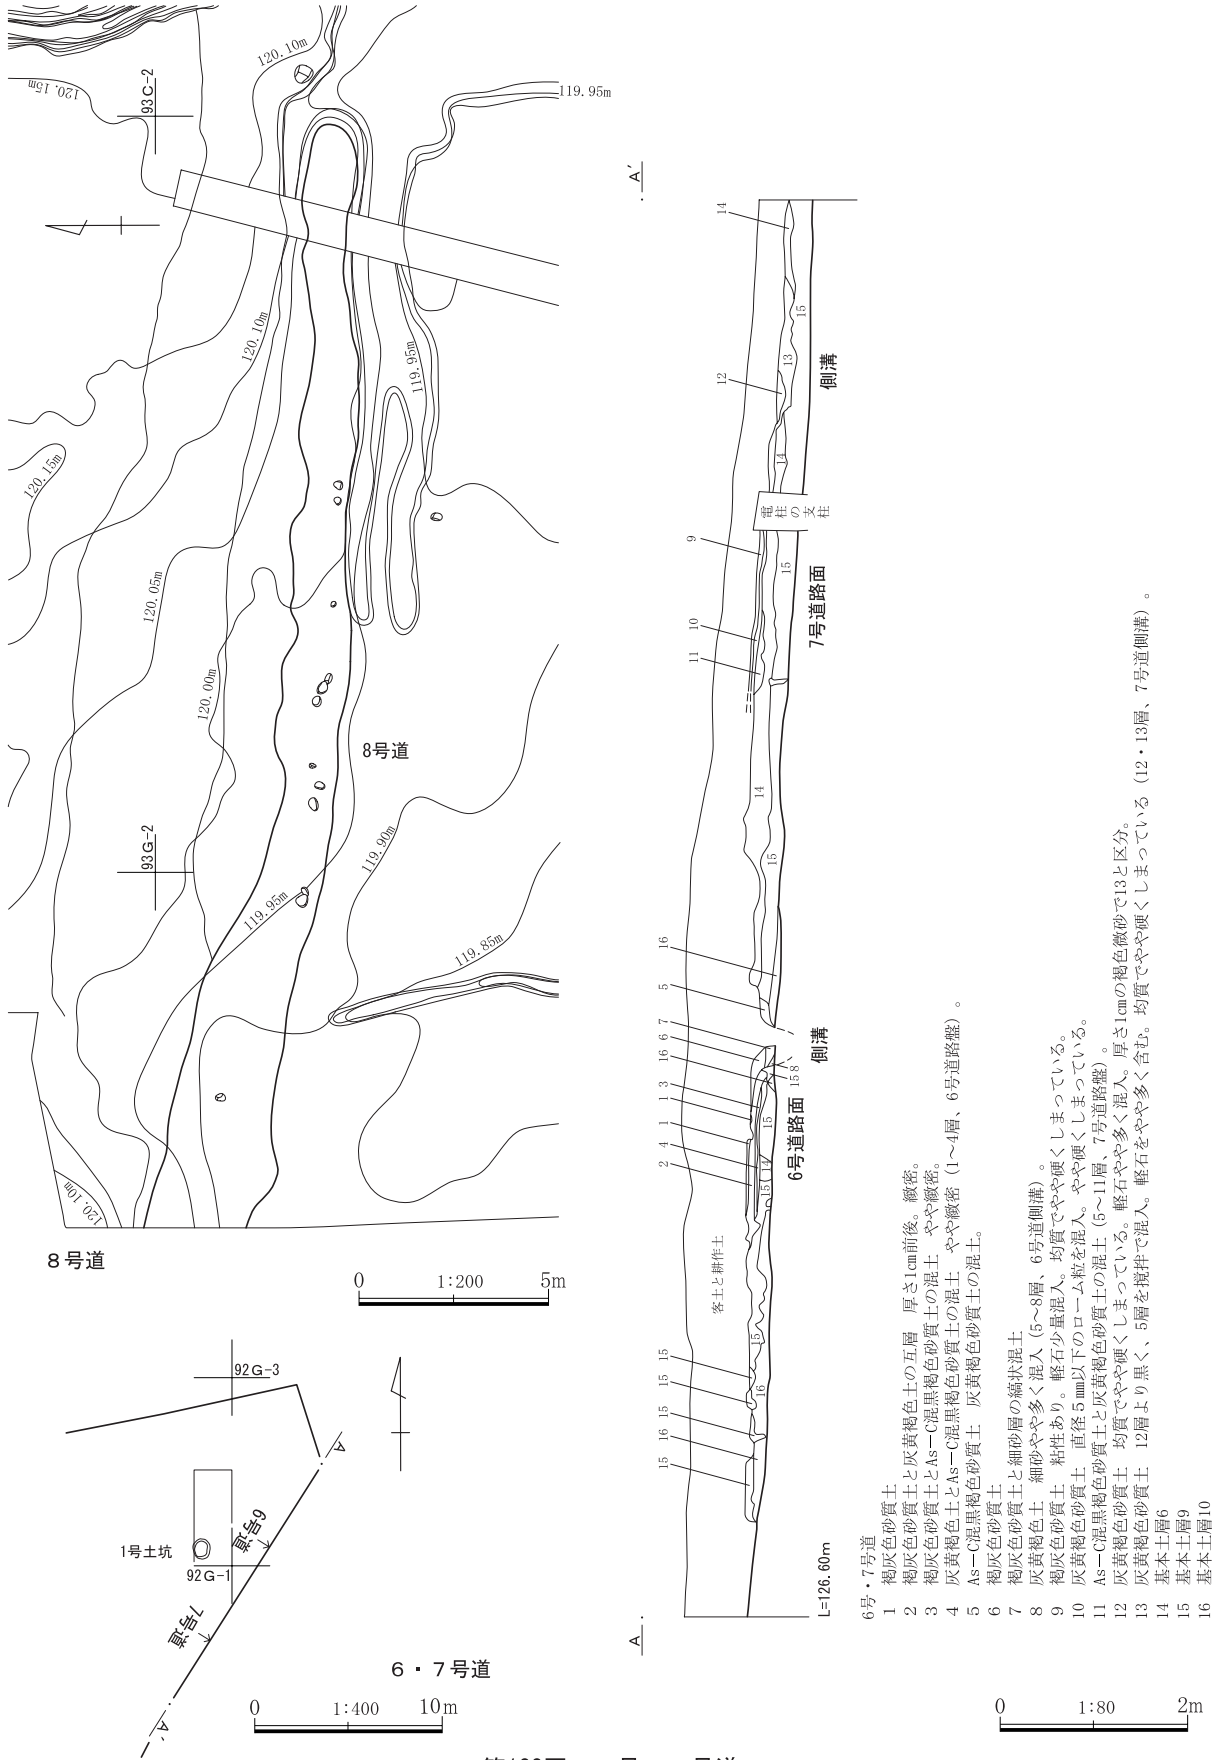 120.10m
120.15m
93C-2
119.95m
120.10m
119.95m
120.15m
120.05m
120.00m
8号道
93G-2
119.90m
119.95m
119.85m
120.10m
8号道
0 1:200 5m
92G-3
A
6号道
1号土坑
92G-1
7号道
A′
6・7号道
0 1:400 10m
A′
14
15
13
側溝
12
14
電柱の支柱
9
15
7号道路面
10
11
14
15
16
5
7
6
16
側溝
15 8
3
1
1
4
2
15
14
15
6号道路面
客土と耕作土
15
15
15
16
15
16
15
L=126.60m
A
6号・7号道
1 褐灰色砂質土
2 褐灰色砂質土と灰黄褐色土の互層 厚さ1cm前後。緻密。
3 褐灰色砂質土とAs−C混黒褐色砂質土の混土 やや緻密。
4 灰黄褐色土とAs−C混黒褐色砂質土の混土 やや緻密（1〜4層、6号道路盤）。
5 As−C混黒褐色砂質土 灰黄褐色砂質土の混土。
6 褐灰色砂質土
7 褐灰色砂質土と細砂層の縞状混土
8 灰黄褐色土 細砂やや多く混入（5〜8層、6号道側溝）。
9 褐灰色砂質土 粘性あり。軽石少量混入。均質でやや硬くしまっている。
10 灰黄褐色砂質土 直径5㎜以下のローム粒を混入。やや硬くしまっている。
11 As−C混黒褐色砂質土と灰黄褐色砂質土の混土（5〜11層、7号道路盤）。
12 灰黄褐色砂質土 均質でやや硬くしまっている。軽石やや多く混入。厚さ1cmの褐色微砂で13と区分。
13 灰黄褐色砂質土 12層より黒く、5層を撹拌で混入。軽石をやや多く含む。均質でやや硬くしまっている（12・13層、7号道側溝）。
14 基本土層6
15 基本土層9
16 基本土層10
0 1:80 2m